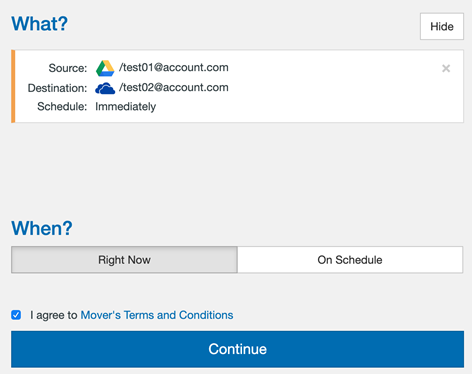 What?
Hide
Source: /test01@account.com
Destination: /test02@account.com
Schedule: Immediately
When?
Right Now
On Schedule
I agree to Mover's Terms and Conditions
Continue